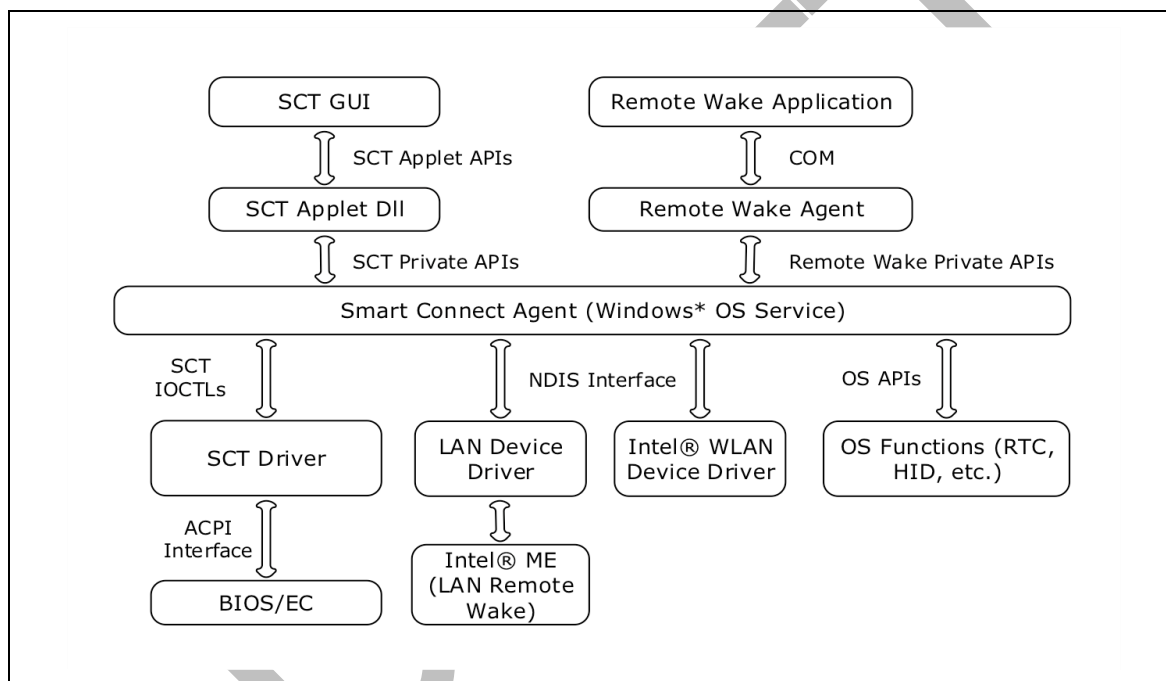 SCT GUI
Remote Wake Application
SCT Applet APIs
COM
SCT Applet Dll
Remote Wake Agent
SCT Private APIs
Remote Wake Private APIs
Smart Connect Agent (Windows* OS Service)
SCT
IOCTLs
NDIS Interface
OS APIs
SCT Driver
LAN Device
Driver
Intel® WLAN
Device Driver
OS Functions (RTC,
HID, etc.)
ACPI
Interface
Intel® ME
(LAN Remote
Wake)
BIOS/EC